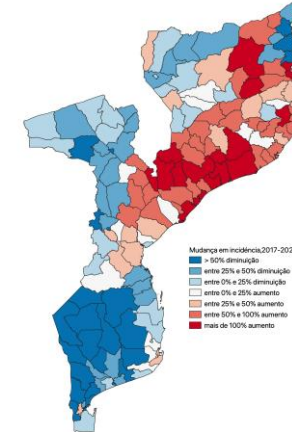 Mudança em incidência,2017-202
> 50% diminuição
entre 25% e 50% diminuição
entre 0% e 25% diminuição
entre 0% e 25% aumento
entre 25% e 50% aumento
entre 50% e 100% aumento
mais de 100% aumento